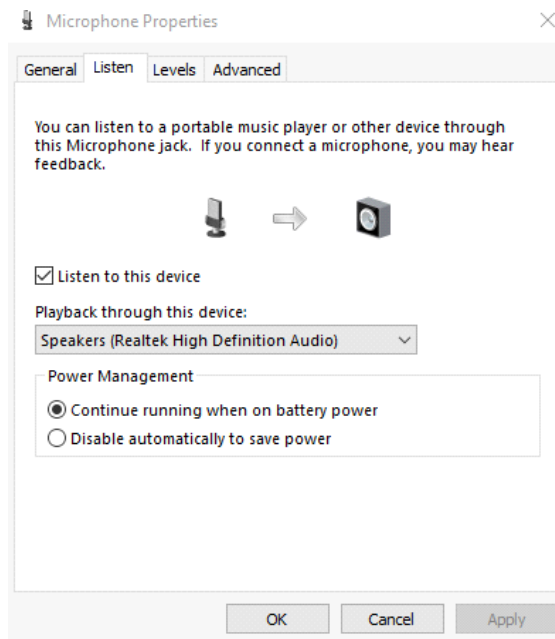 Microphone Properties
General Listen Levels Advanced
You can listen to a portable music player or other device through
this Microphone jack. If you connect a microphone, you may hear
feedback.
Listen to this device
Playback through this device:
Speakers (Realtek High Definition Audio)
Power Management
Continue running when on battery power
Disable automatically to save power
OK Cancel Apply